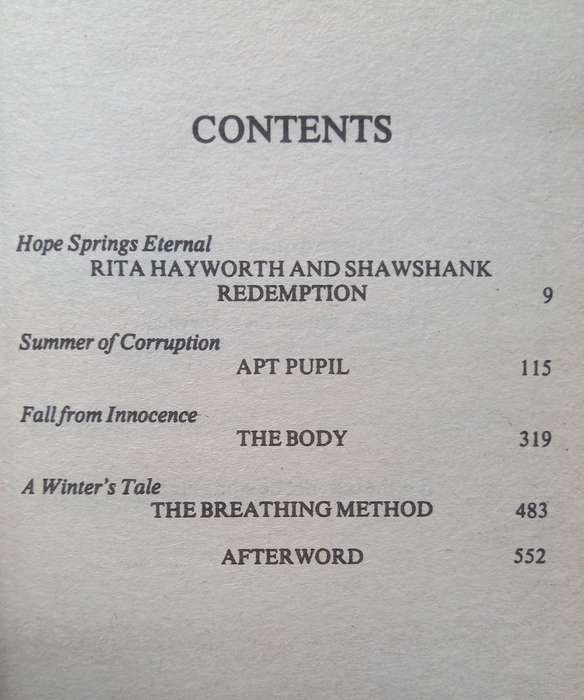 CONTENTS
Hope Springs Eternal
RITA HAYWORTH AND SHAWSHANK
REDEMPTION 9
Summer of Corruption
APT PUPIL 115
Fall from Innocence
THE BODY 319
A Winter's Tale
THE BREATHING METHOD 483
AFTERWORD 552